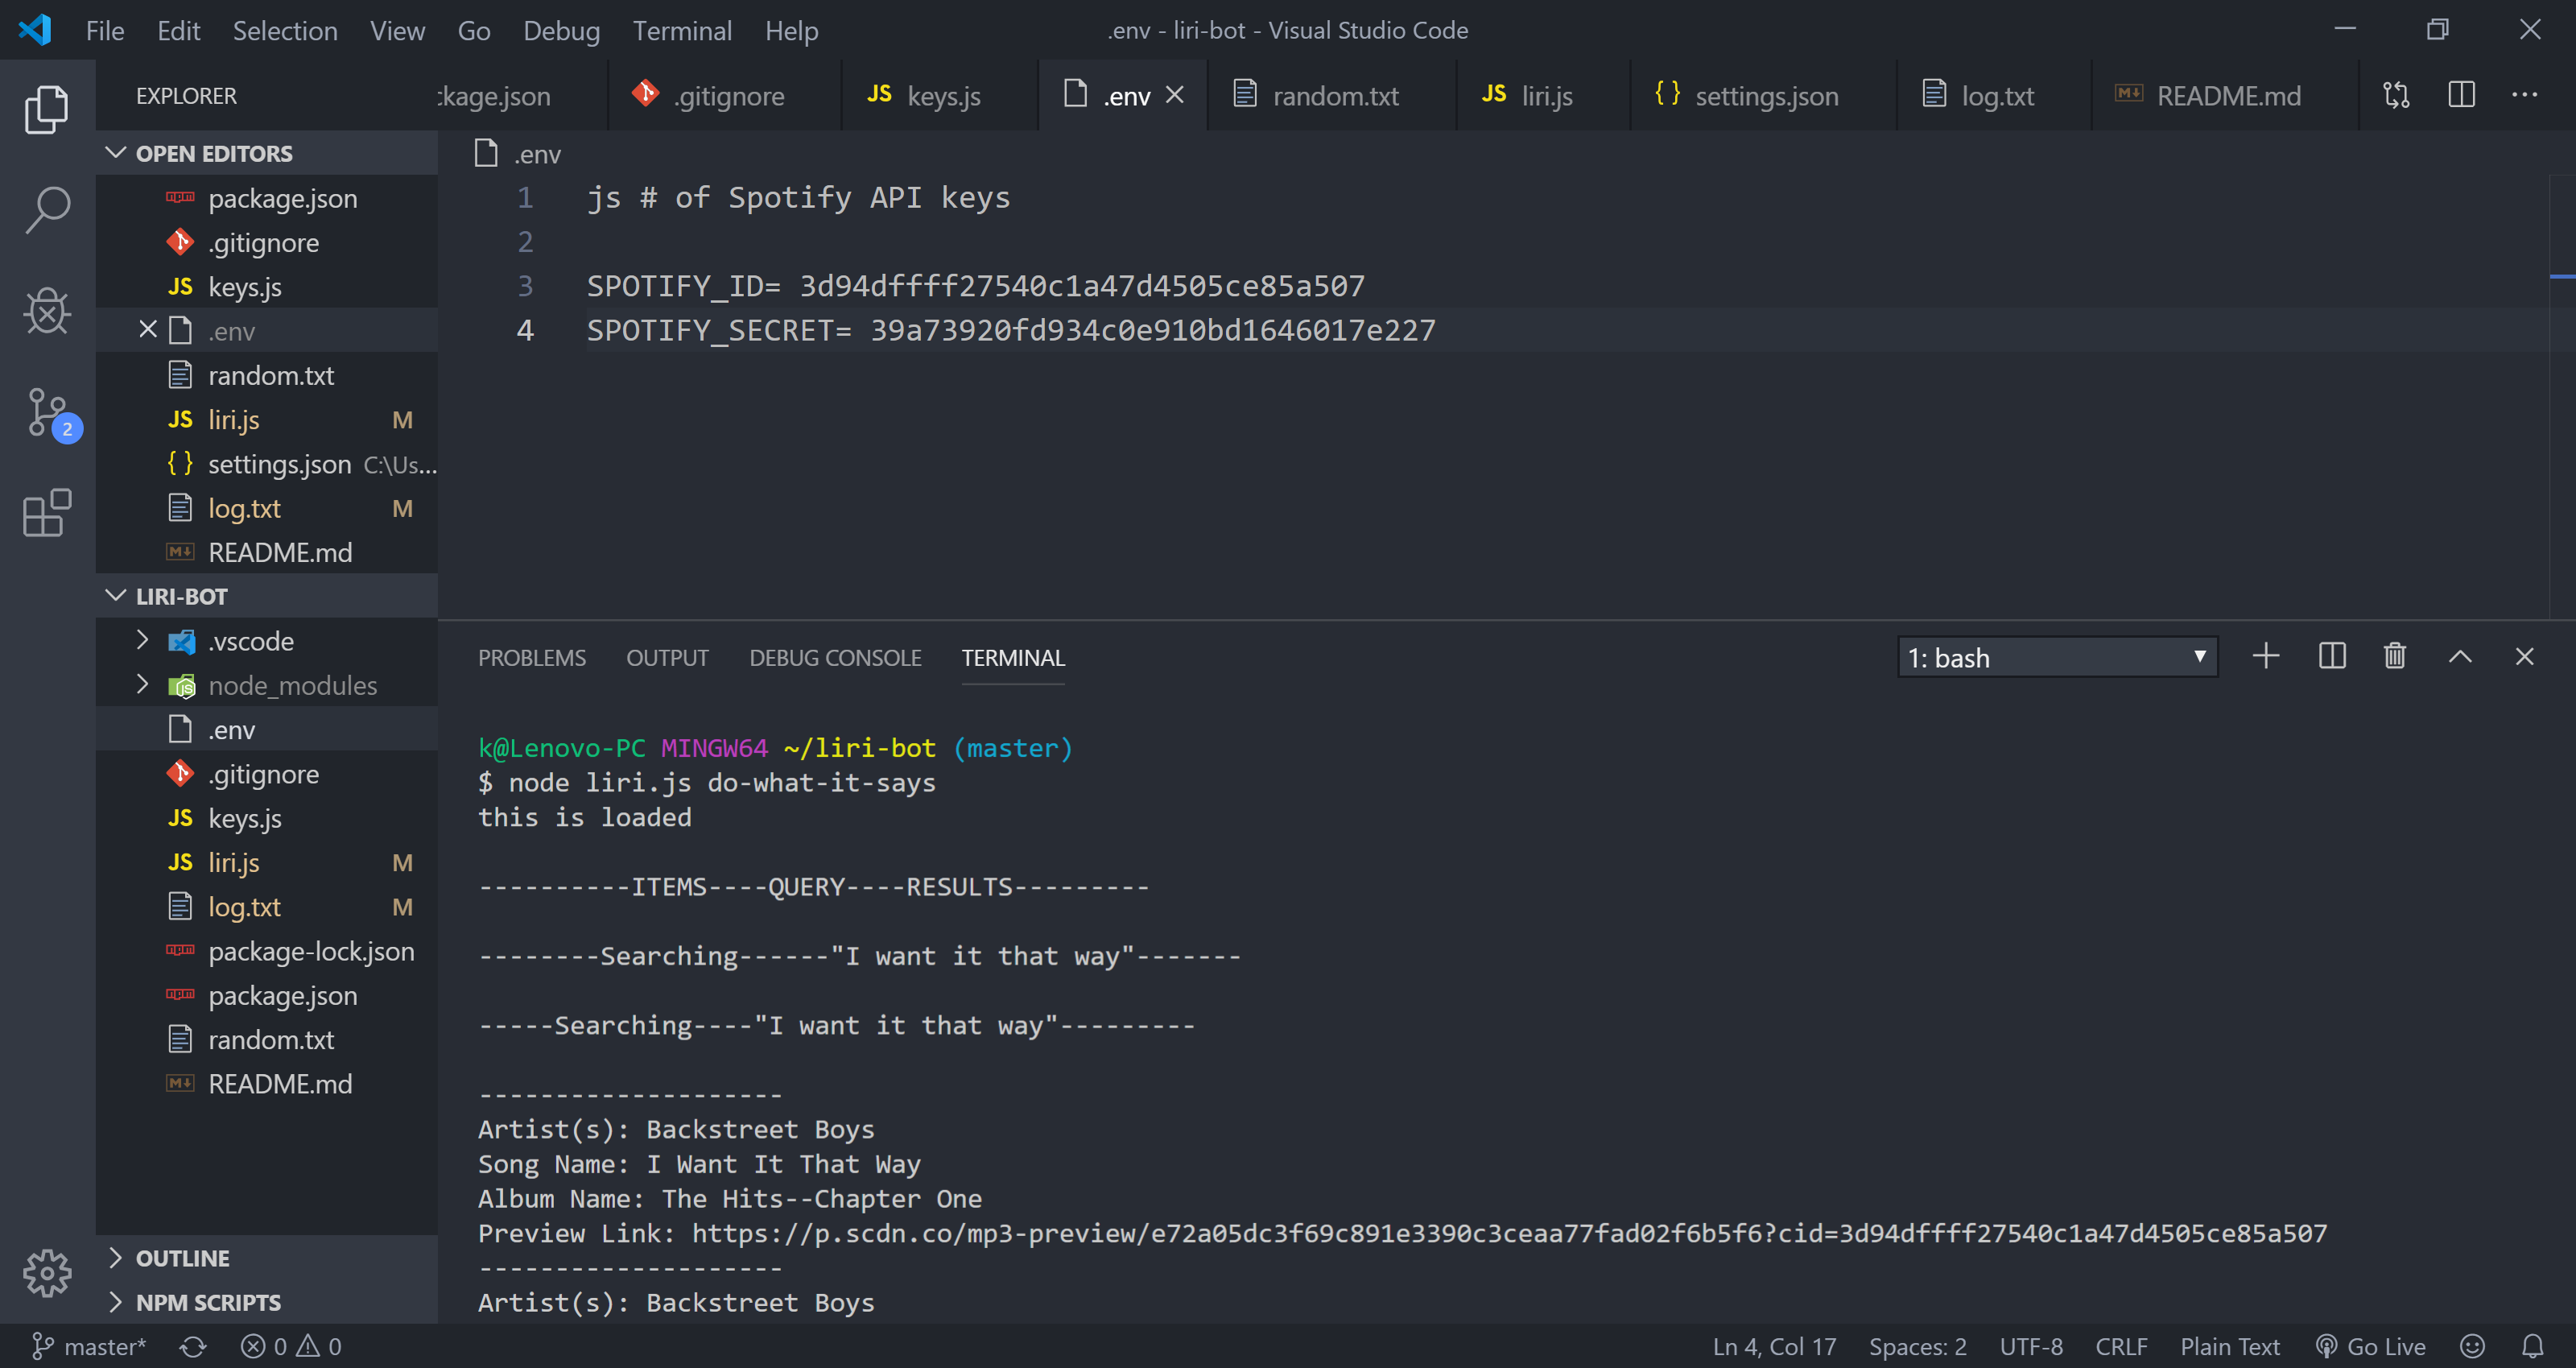 File Edit Selection View Go Debug Terminal Help
.env - liri-bot - Visual Studio Code
EXPLORER
ckage.json
.gitignore
JS keys.js
.env
random.txt
JS liri.js
{ } settings.json
log.txt
M↓ README.md
OPEN EDITORS
npm package.json
.gitignore
JS keys.js
.env
random.txt
JS liri.js M
{ } settings.json C:\Us...
log.txt M
M↓ README.md
LIRI-BOT
.vscode
JS node_modules
.env
.gitignore
JS keys.js
JS liri.js M
log.txt M
npm package-lock.json
npm package.json
random.txt
M↓ README.md
OUTLINE
NPM SCRIPTS
2
.env
1 js # of Spotify API keys
2
3 SPOTIFY_ID= 3d94dffff27540c1a47d4505ce85a507
4 SPOTIFY_SECRET= 39a73920fd934c0e910bd1646017e227
PROBLEMS OUTPUT DEBUG CONSOLE TERMINAL
1: bash
k@Lenovo-PC MINGW64 ~/liri-bot (master)
$ node liri.js do-what-it-says
this is loaded
----------ITEMS----QUERY----RESULTS---------
--------Searching------"I want it that way"-------
-----Searching----"I want it that way"---------
--------------------
Artist(s): Backstreet Boys
Song Name: I Want It That Way
Album Name: The Hits--Chapter One
Preview Link: https://p.scdn.co/mp3-preview/e72a05dc3f69c891e3390c3ceaa77fad02f6b5f6?cid=3d94dffff27540c1a47d4505ce85a507
--------------------
Artist(s): Backstreet Boys
master* 0 0
Ln 4, Col 17 Spaces: 2 UTF-8 CRLF Plain Text Go Live